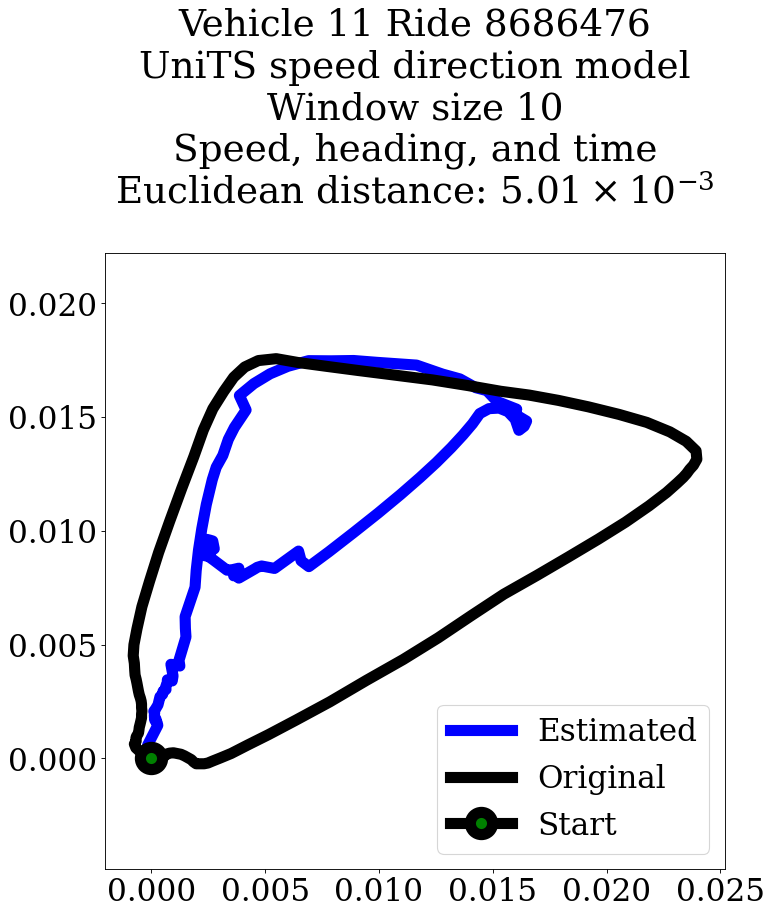 Vehicle 11 Ride 8686476
UniTS speed direction model
Window size 10
Speed, heading, and time
Euclidean distance: 5.01 × 10⁻³
0.020
0.015
0.010
0.005
0.000
Estimated
Original
Start
0.000 0.005 0.010 0.015 0.020 0.025